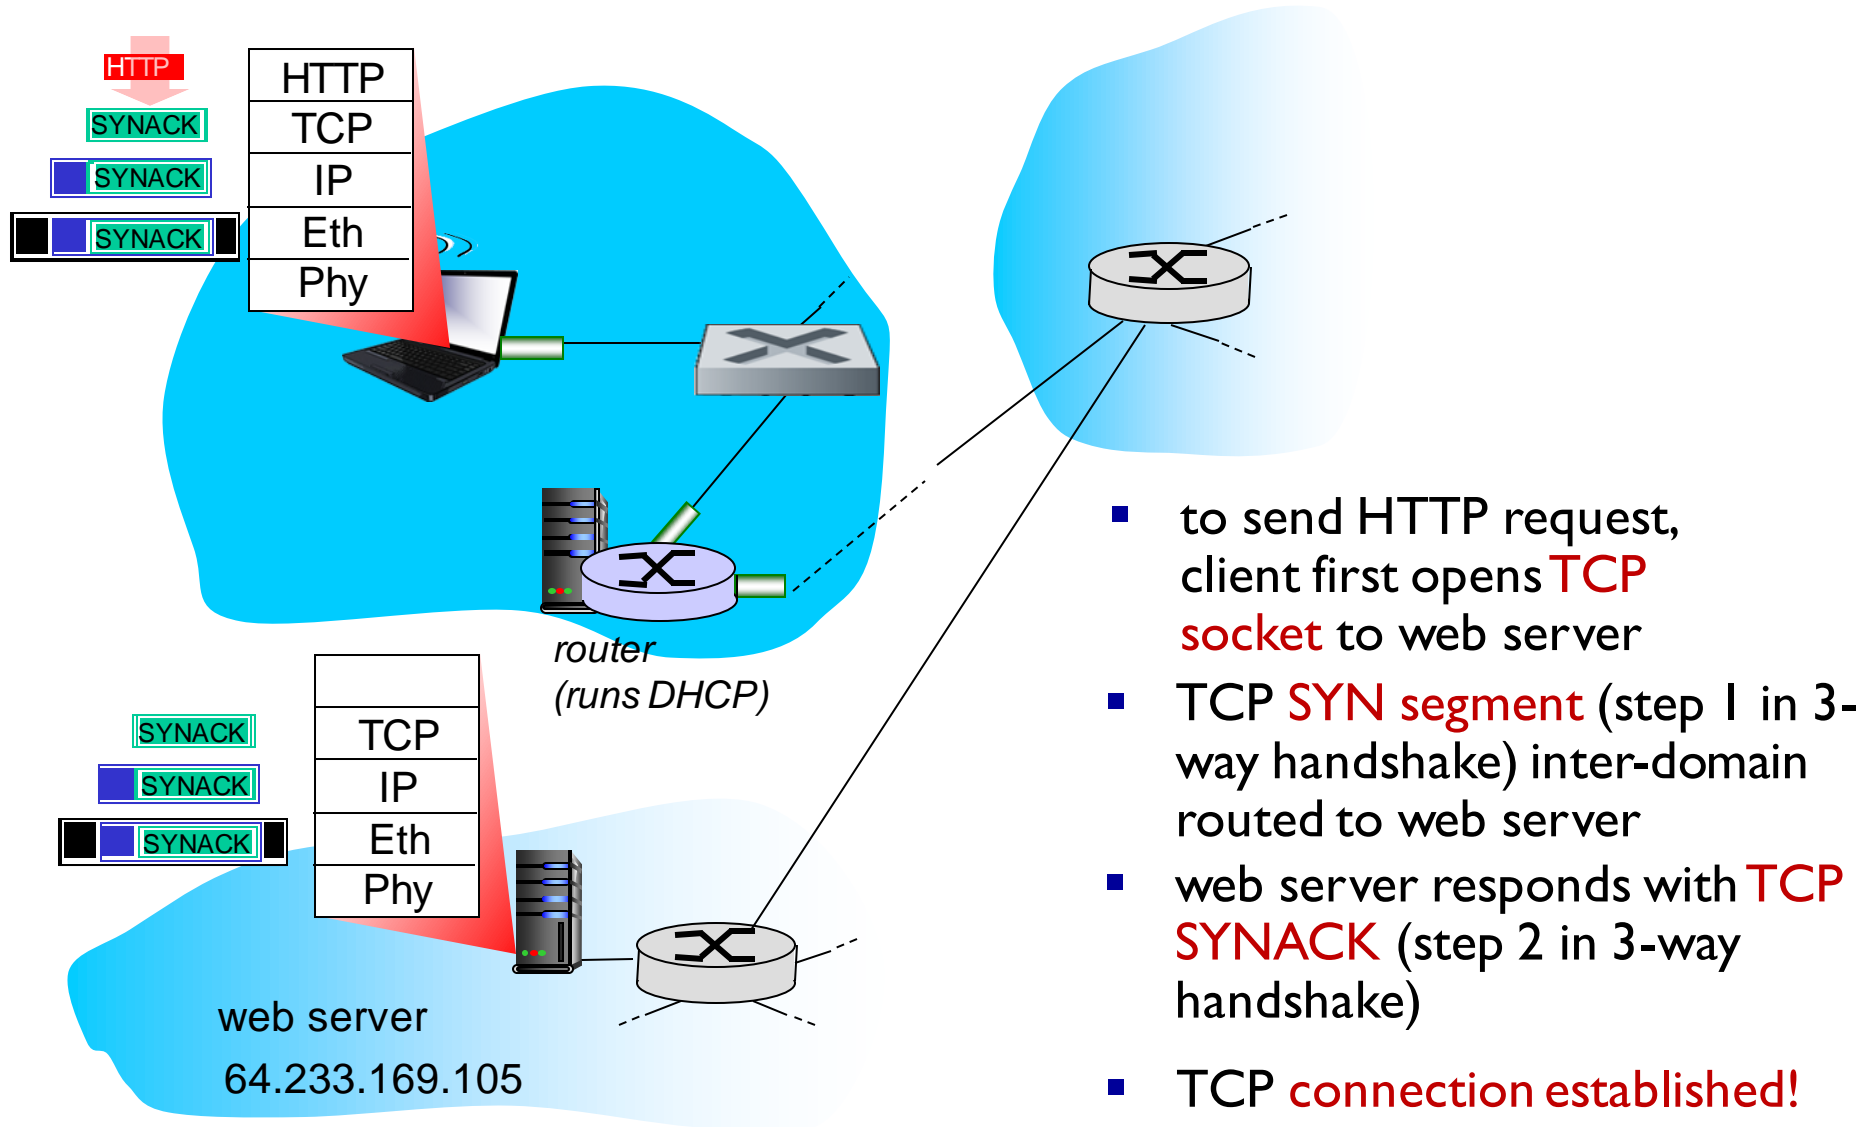 HTTP
SYNACK
SYNACK
SYNACK
HTTP
TCP
IP
Eth
Phy
router
(runs DHCP)
SYNACK
SYNACK
SYNACK
TCP
IP
Eth
Phy
web server
64.233.169.105
▪ to send HTTP request,
client first opens TCP
socket to web server
▪ TCP SYN segment (step 1 in 3-
way handshake) inter-domain
routed to web server
▪ web server responds with TCP
SYNACK (step 2 in 3-way
handshake)
▪ TCP connection established!